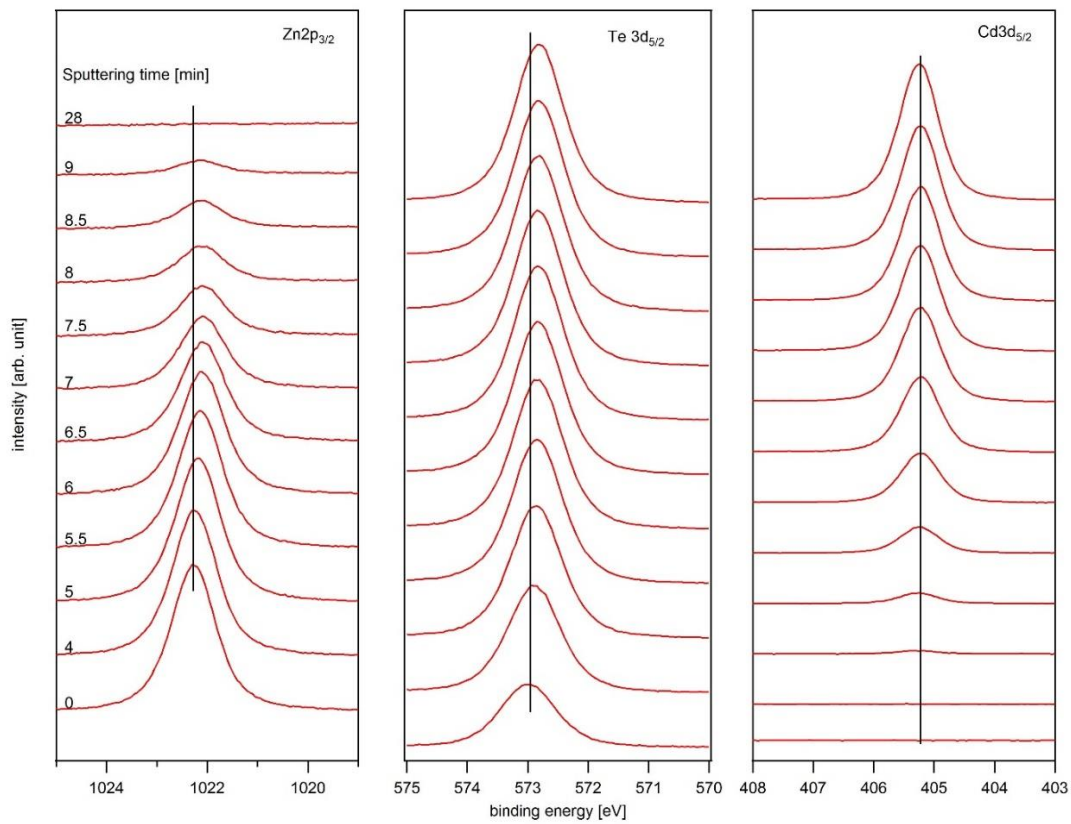 Zn2p3/2
Te 3d5/2
Cd3d5/2
Sputtering time [min]
28
9
8.5
8
7.5
7
6.5
6
5.5
5
4
0
intensity [arb. unit]
1024 1022 1020
575 574 573 572 571 570
408 407 406 405 404 403
binding energy [eV]